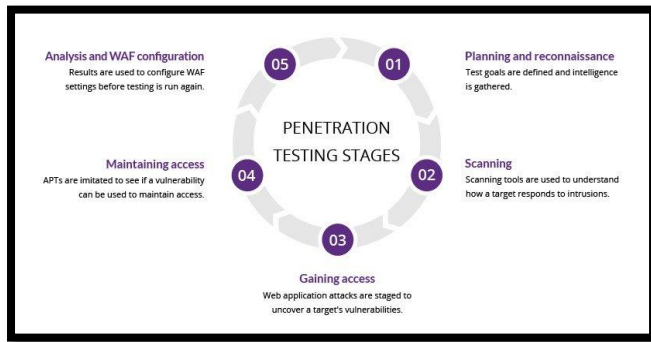 PENETRATION
TESTING STAGES
01
Planning and reconnaissance
Test goals are defined and intelligence
is gathered.
02
Scanning
Scanning tools are used to understand
how a target responds to intrusions.
03
Gaining access
Web application attacks are staged to
uncover a target's vulnerabilities.
04
Maintaining access
APTs are imitated to see if a vulnerability
can be used to maintain access.
05
Analysis and WAF configuration
Results are used to configure WAF
settings before testing is run again.